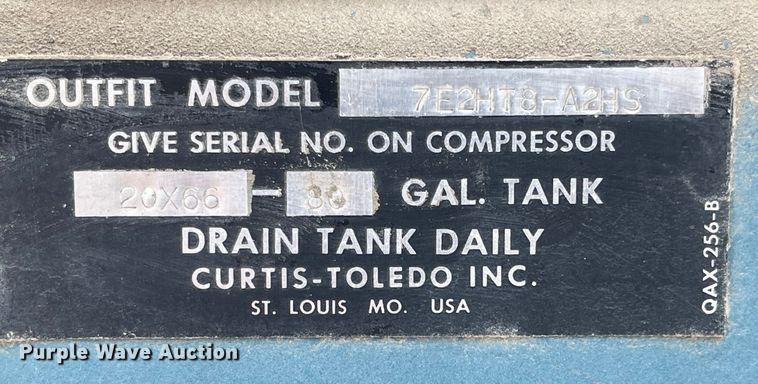 OUTFIT MODEL 7E2HT8-A2HS
GIVE SERIAL NO. ON COMPRESSOR
20X66 - 80 GAL. TANK
DRAIN TANK DAILY
CURTIS-TOLEDO INC.
ST. LOUIS MO. USA
QAX-256-B
Purple Wave Auction